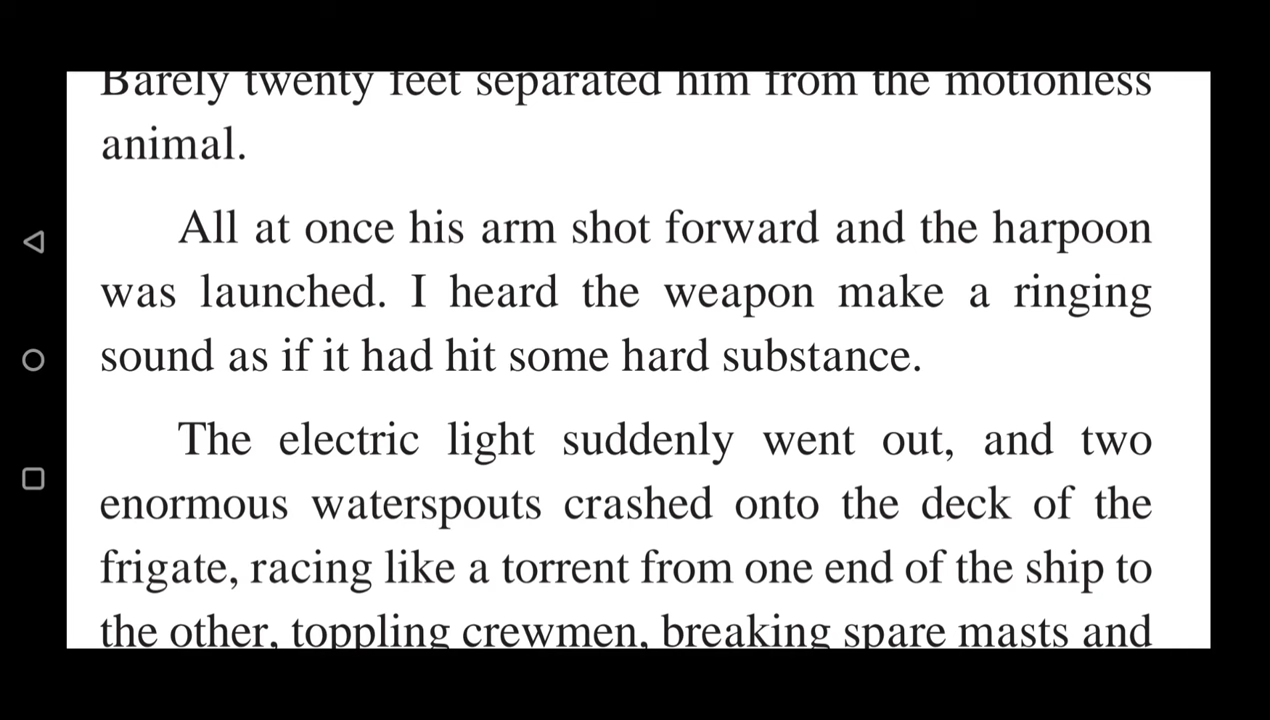 Barely twenty feet separated him from the motionless
animal.
All at once his arm shot forward and the harpoon
was launched. I heard the weapon make a ringing
sound as if it had hit some hard substance.
The electric light suddenly went out, and two
enormous waterspouts crashed onto the deck of the
frigate, racing like a torrent from one end of the ship to
the other, toppling crewmen, breaking spare masts and